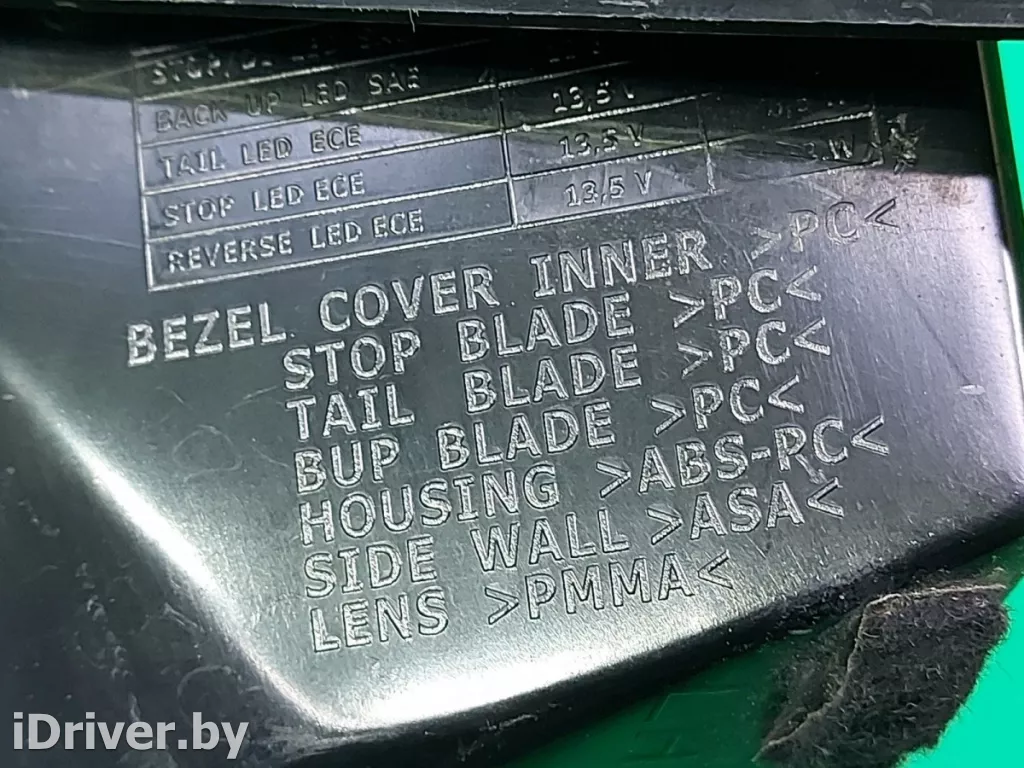 BACK UP LED SAE 13,5 V
TAIL LED ECE 13,5 V W
STOP LED ECE 13,5 V
REVERSE LED ECE
BEZEL COVER INNER >PC<
STOP BLADE >PC<
TAIL BLADE >PC<
BUP BLADE >PC<
HOUSING >ABS-PC<
SIDE WALL >ASA<
LENS >PMMA<
iDriver.by